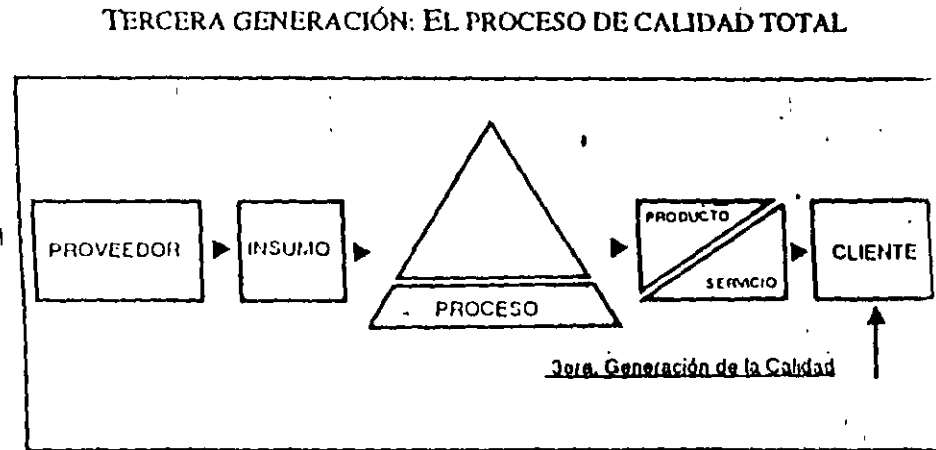 TERCERA GENERACIÓN: EL PROCESO DE CALIDAD TOTAL
PROVEEDOR
INSUMO
PROCESO
PRODUCTO
SERVICIO
CLIENTE
3era. Generación de la Calidad